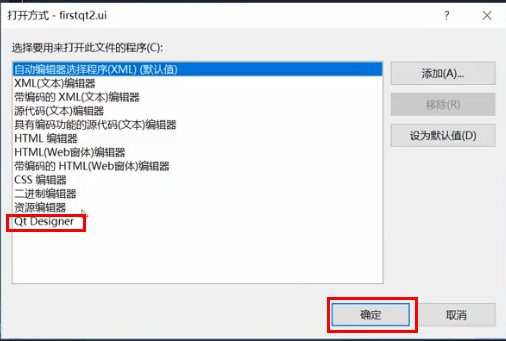 打开方式 - firstqt2.ui
选择要用来打开此文件的程序(C):
自动编辑器选择程序(XML) (默认值)
XML(文本)编辑器
带编码的 XML(文本)编辑器
源代码(文本)编辑器
具有编码功能的源代码(文本)编辑器
HTML 编辑器
HTML(Web窗体)编辑器
带编码的 HTML(Web窗体)编辑器
CSS 编辑器
二进制编辑器
资源编辑器
Qt Designer
添加(A)...
移除(R)
设为默认值(D)
确定
取消